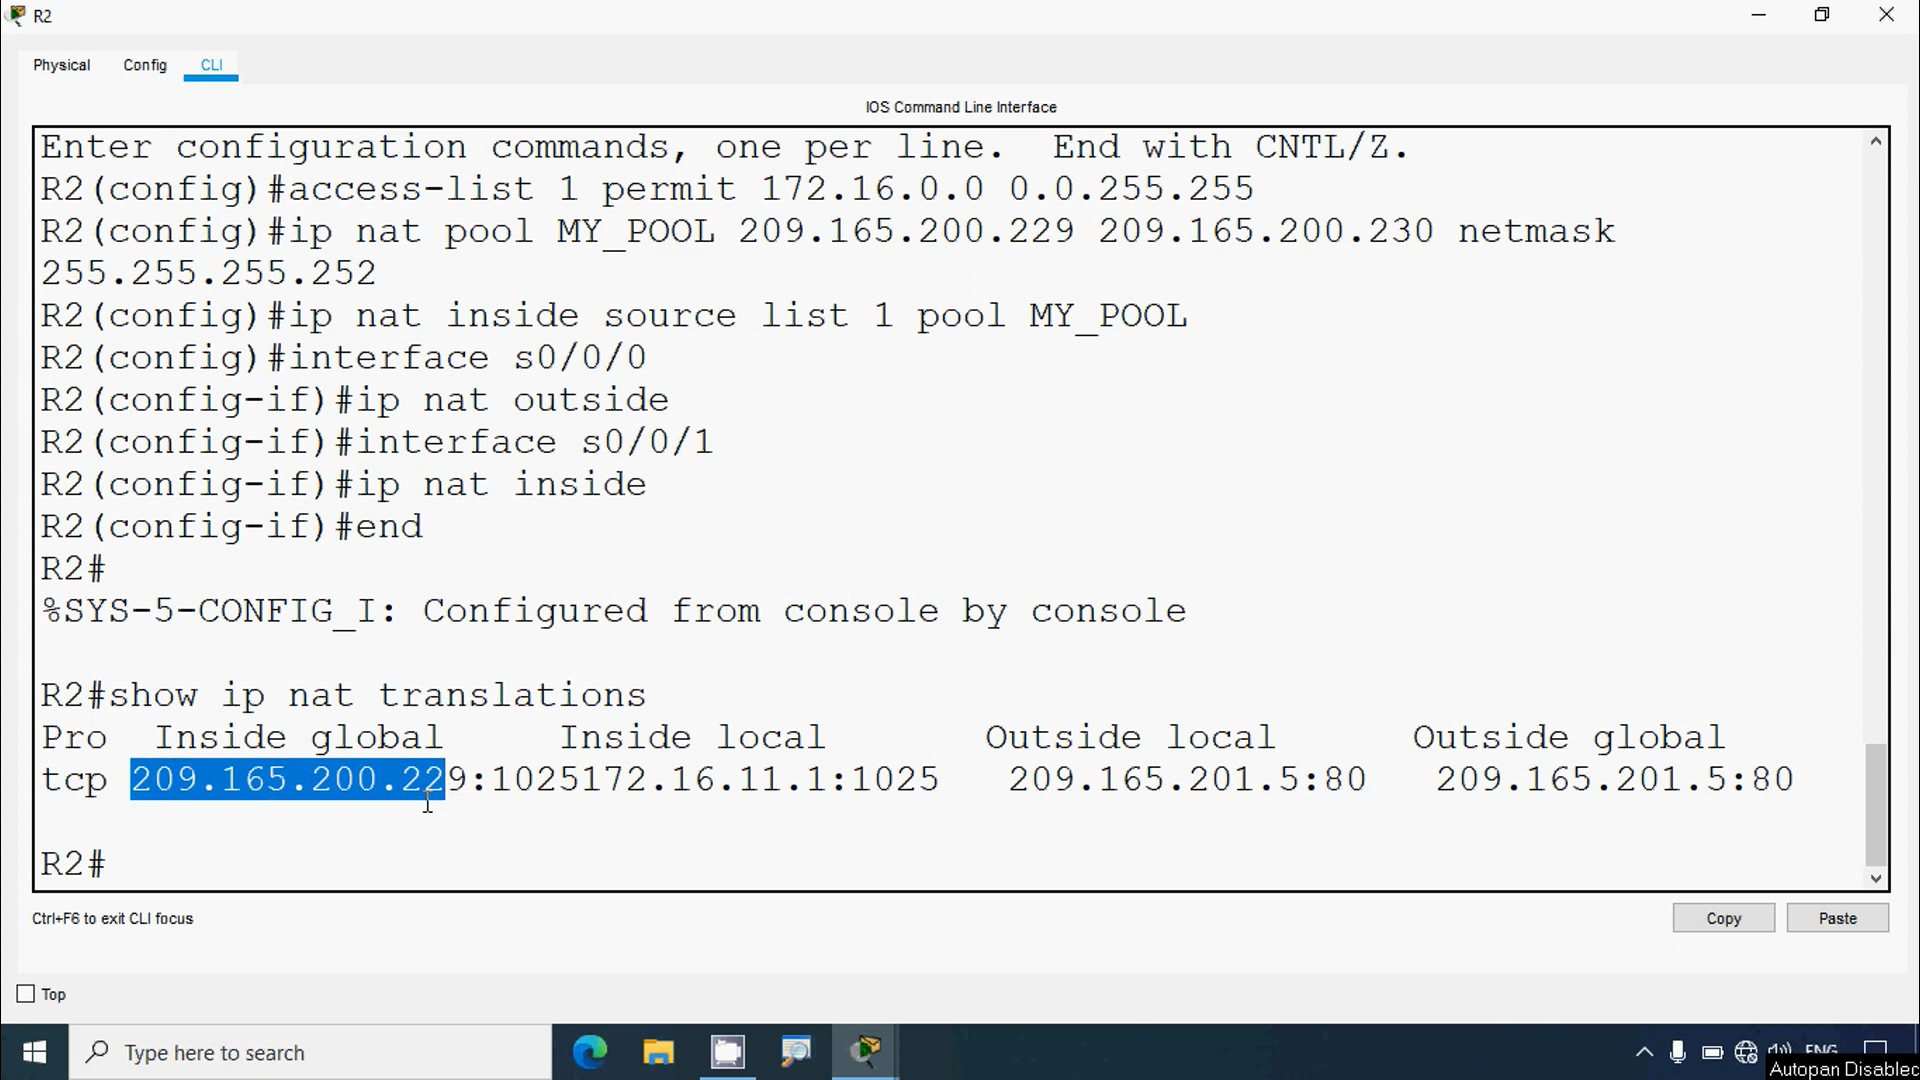 R2
Physical Config CLI
IOS Command Line Interface
Enter configuration commands, one per line.  End with CNTL/Z.
R2(config)#access-list 1 permit 172.16.0.0 0.0.255.255
R2(config)#ip nat pool MY_POOL 209.165.200.229 209.165.200.230 netmask
255.255.255.252
R2(config)#ip nat inside source list 1 pool MY_POOL
R2(config)#interface s0/0/0
R2(config-if)#ip nat outside
R2(config-if)#interface s0/0/1
R2(config-if)#ip nat inside
R2(config-if)#end
R2#
%SYS-5-CONFIG_I: Configured from console by console
R2#show ip nat translations
Pro  Inside global     Inside local       Outside local      Outside global
tcp 209.165.200.229:1025172.16.11.1:1025   209.165.201.5:80   209.165.201.5:80
R2#
Ctrl+F6 to exit CLI focus
Copy Paste
Top
Type here to search
ENG
Autopan Disabled